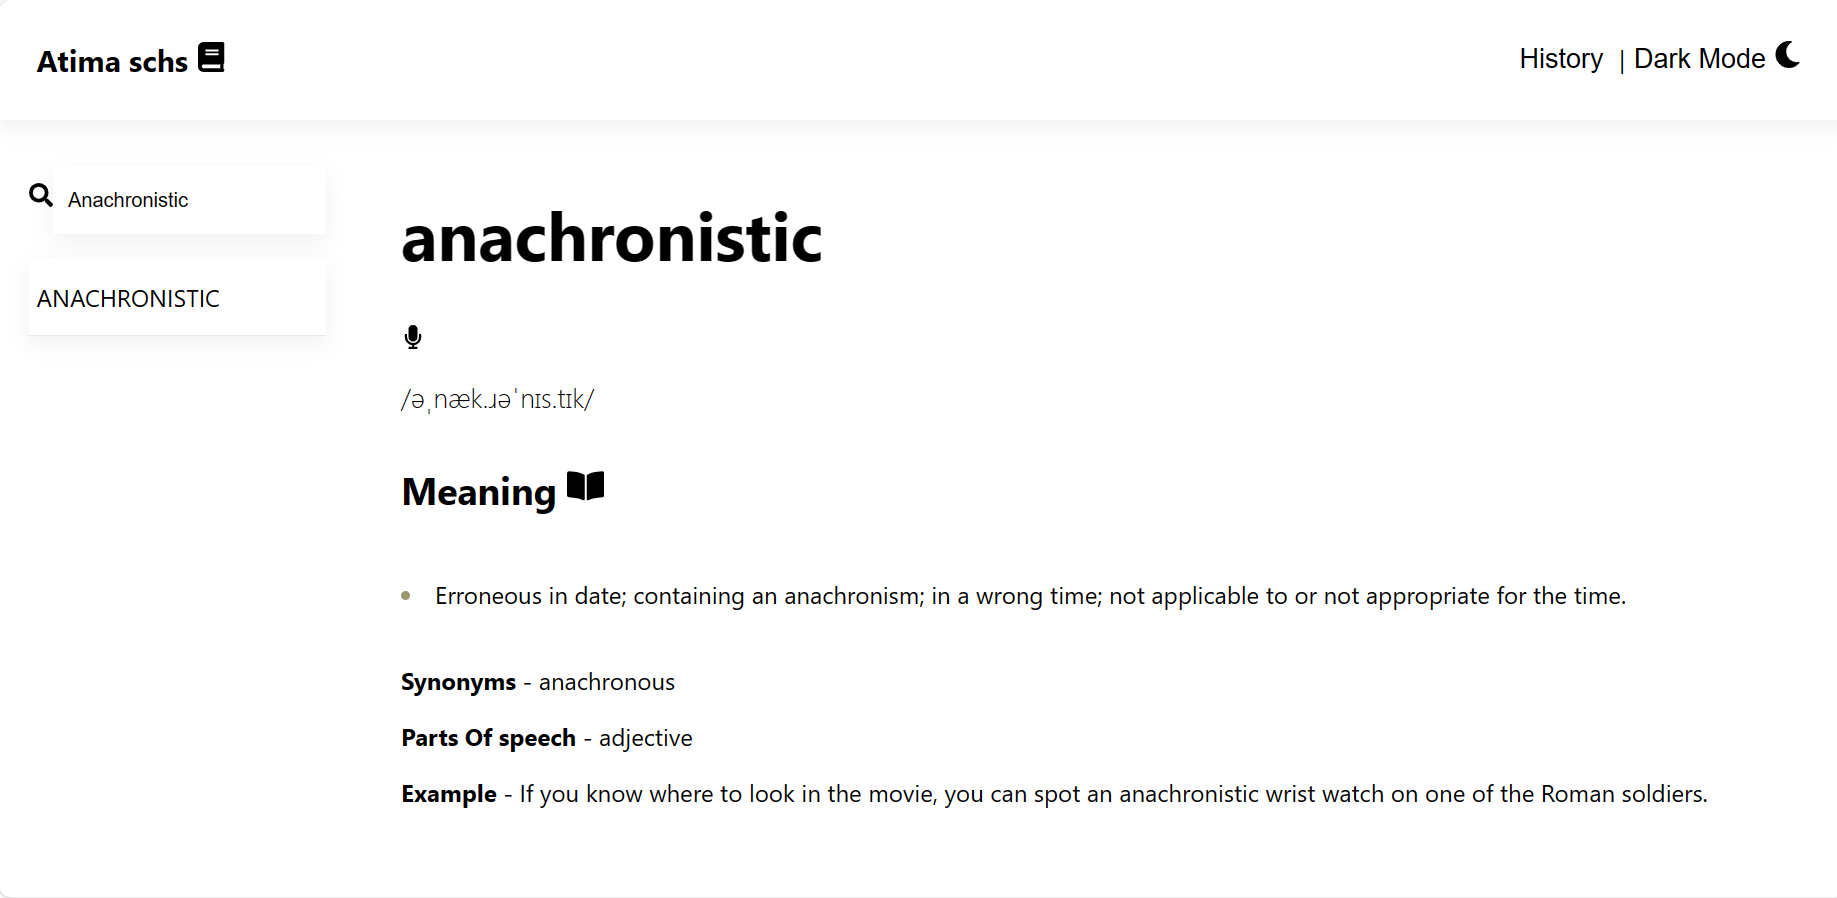 Atima schs
History | Dark Mode
Anachronistic
ANACHRONISTIC
anachronistic
/əˌnæk.ɹəˈnɪs.tɪk/
Meaning
• Erroneous in date; containing an anachronism; in a wrong time; not applicable to or not appropriate for the time.
Synonyms - anachronous
Parts Of speech - adjective
Example - If you know where to look in the movie, you can spot an anachronistic wrist watch on one of the Roman soldiers.